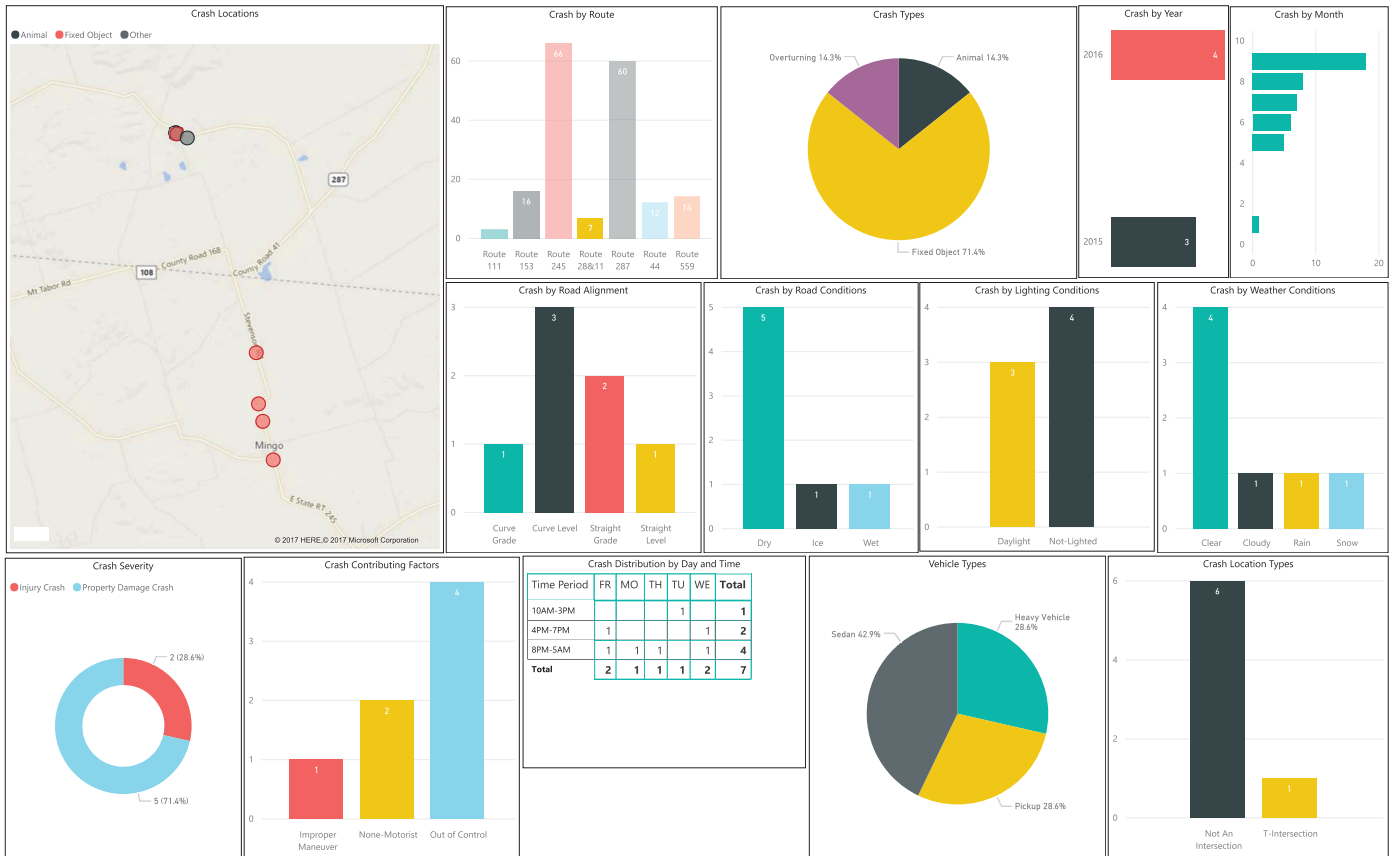 Crash Locations
Animal Fixed Object Other
287
108
County Road 168
County Road 41
Mt Tabor Rd
Mingo
E State RT 245
© 2017 HERE,© 2017 Microsoft Corporation
Crash by Route
60
40
20
0
66
60
16
7
12
14
Route 111
Route 153
Route 245
Route 28&11
Route 287
Route 44
Route 559
Crash Types
Overturning 14.3%
Animal 14.3%
Fixed Object 71.4%
Crash by Year
2016
4
2015
3
Crash by Month
10
8
6
4
2
0
0 10 20
Crash by Road Alignment
3
2
1
0
1
3
2
1
Curve Grade
Curve Level
Straight Grade
Straight Level
Crash by Road Conditions
5
4
3
2
1
0
5
1
1
Dry Ice Wet
Crash by Lighting Conditions
4
3
2
1
0
3
4
Daylight Not-Lighted
Crash by Weather Conditions
4
3
2
1
0
4
1
1
1
Clear Cloudy Rain Snow
Crash Severity
Injury Crash Property Damage Crash
2 (28.6%)
5 (71.4%)
Crash Contributing Factors
4
3
2
1
0
1
2
4
Improper Maneuver
None-Motorist
Out of Control
Crash Distribution by Day and Time
Time Period FR MO TH TU WE Total
10AM-3PM 1 1
4PM-7PM 1 1 2
8PM-5AM 1 1 1 1 4
Total 2 1 1 1 2 7
Vehicle Types
Sedan 42.9%
Heavy Vehicle
28.6%
Pickup 28.6%
Crash Location Types
6
4
2
0
6
1
Not An Intersection
T-Intersection